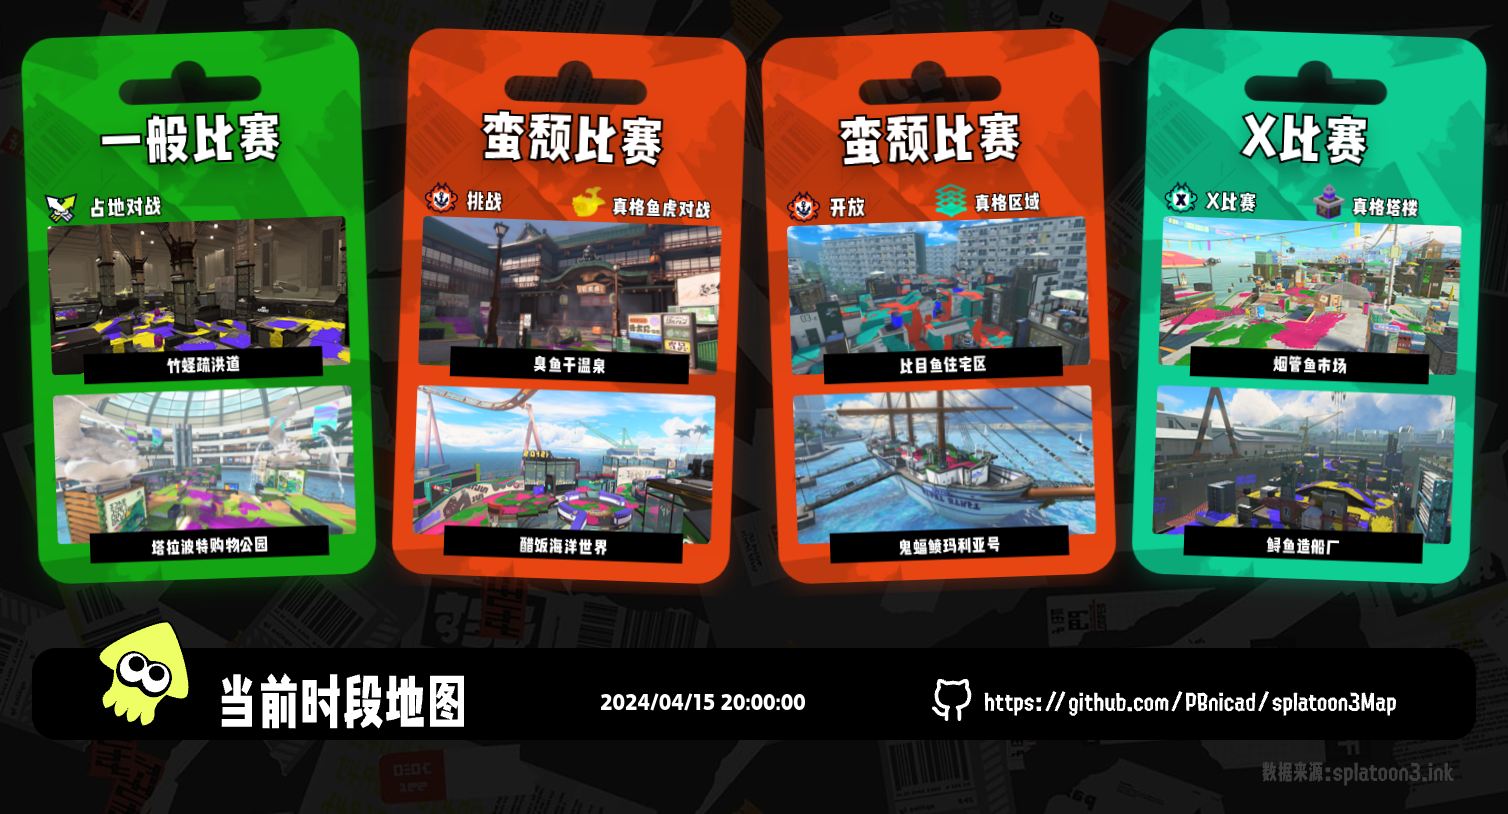 一般比赛
占地对战
竹蛏疏洪道
塔拉波特购物公园
蛮颓比赛
挑战
真格鱼虎对战
臭鱼干温泉
醋饭海洋世界
蛮颓比赛
开放
真格区域
比目鱼住宅区
鬼蝠鲼玛利亚号
X比赛
X比赛
真格塔楼
烟管鱼市场
鲟鱼造船厂
当前时段地图
2024/04/15 20:00:00
https://github.com/PBnicad/splatoon3Map
数据来源:splatoon3.ink